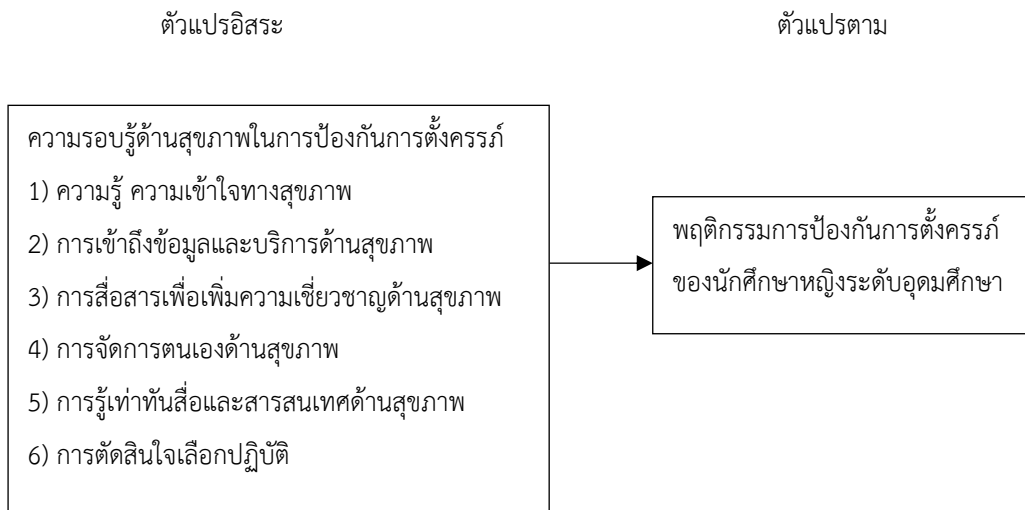 ตัวแปรอิสระ
ตัวแปรตาม
ความรอบรู้ด้านสุขภาพในการป้องกันการตั้งครรภ์
1) ความรู้ ความเข้าใจทางสุขภาพ
2) การเข้าถึงข้อมูลและบริการด้านสุขภาพ
3) การสื่อสารเพื่อเพิ่มความเชี่ยวชาญด้านสุขภาพ
4) การจัดการตนเองด้านสุขภาพ
5) การรู้เท่าทันสื่อและสารสนเทศด้านสุขภาพ
6) การตัดสินใจเลือกปฏิบัติ
พฤติกรรมการป้องกันการตั้งครรภ์
ของนักศึกษาหญิงระดับอุดมศึกษา